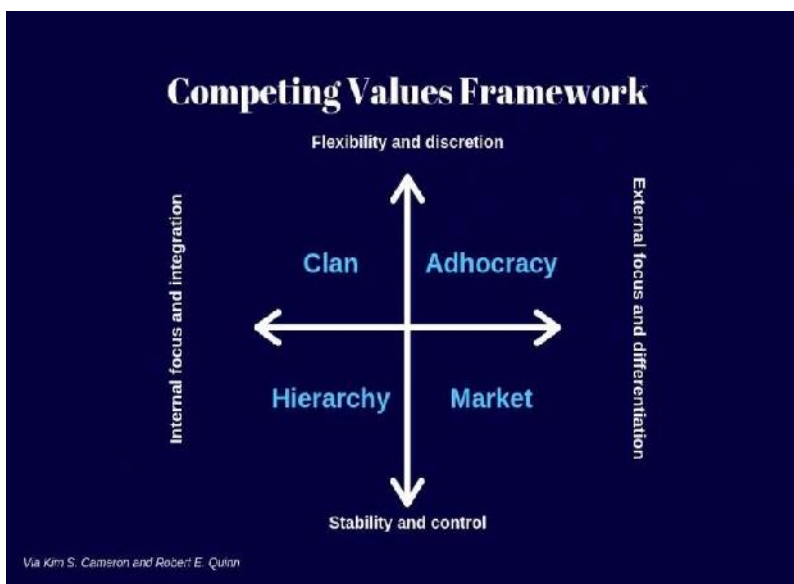 Competing Values Framework
Flexibility and discretion
Internal focus and integration
External focus and differentiation
Clan
Adhocracy
Hierarchy
Market
Stability and control
Via Kim S. Cameron and Robert E. Quinn